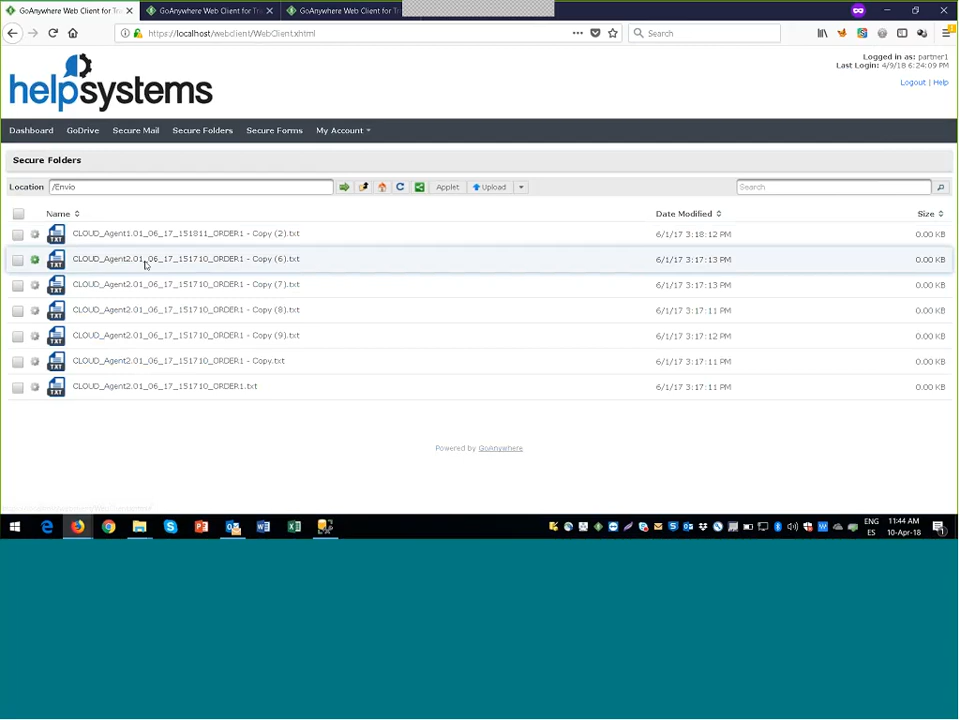 GoAnywhere Web Client for Tr
GoAnywhere Web Client for Tr
GoAnywhere Web Client for Tr
https://localhost/webclient/WebClient.xhtml
Search
helpsystems
Logged in as: partner1
Last Login: 4/9/18 6:24:09 PM
Logout | Help
Dashboard GoDrive Secure Mail Secure Folders Secure Forms My Account
Secure Folders
Location /Envio Applet Upload Search
Name Date Modified Size
CLOUD_Agent1.01_06_17_151811_ORDER1 - Copy (2).txt 6/1/17 3:18:12 PM 0.00 KB
CLOUD_Agent2.01_06_17_151710_ORDER1 - Copy (6).txt 6/1/17 3:17:13 PM 0.00 KB
CLOUD_Agent2.01_06_17_151710_ORDER1 - Copy (7).txt 6/1/17 3:17:13 PM 0.00 KB
CLOUD_Agent2.01_06_17_151710_ORDER1 - Copy (8).txt 6/1/17 3:17:11 PM 0.00 KB
CLOUD_Agent2.01_06_17_151710_ORDER1 - Copy (9).txt 6/1/17 3:17:12 PM 0.00 KB
CLOUD_Agent2.01_06_17_151710_ORDER1 - Copy.txt 6/1/17 3:17:11 PM 0.00 KB
CLOUD_Agent2.01_06_17_151710_ORDER1.txt 6/1/17 3:17:11 PM 0.00 KB
TXT
TXT
TXT
TXT
TXT
TXT
TXT
Powered by GoAnywhere
ENG 11:44 AM
ES 10-Apr-18